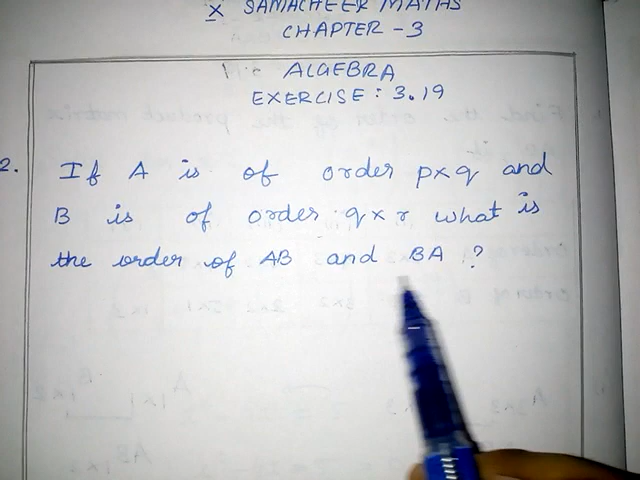 X SAMACHEER MATHS
CHAPTER - 3
ALGEBRA
EXERCISE : 3.19
2. If A is of order p×q and
B is of order q×r what is
the order of AB and BA ?